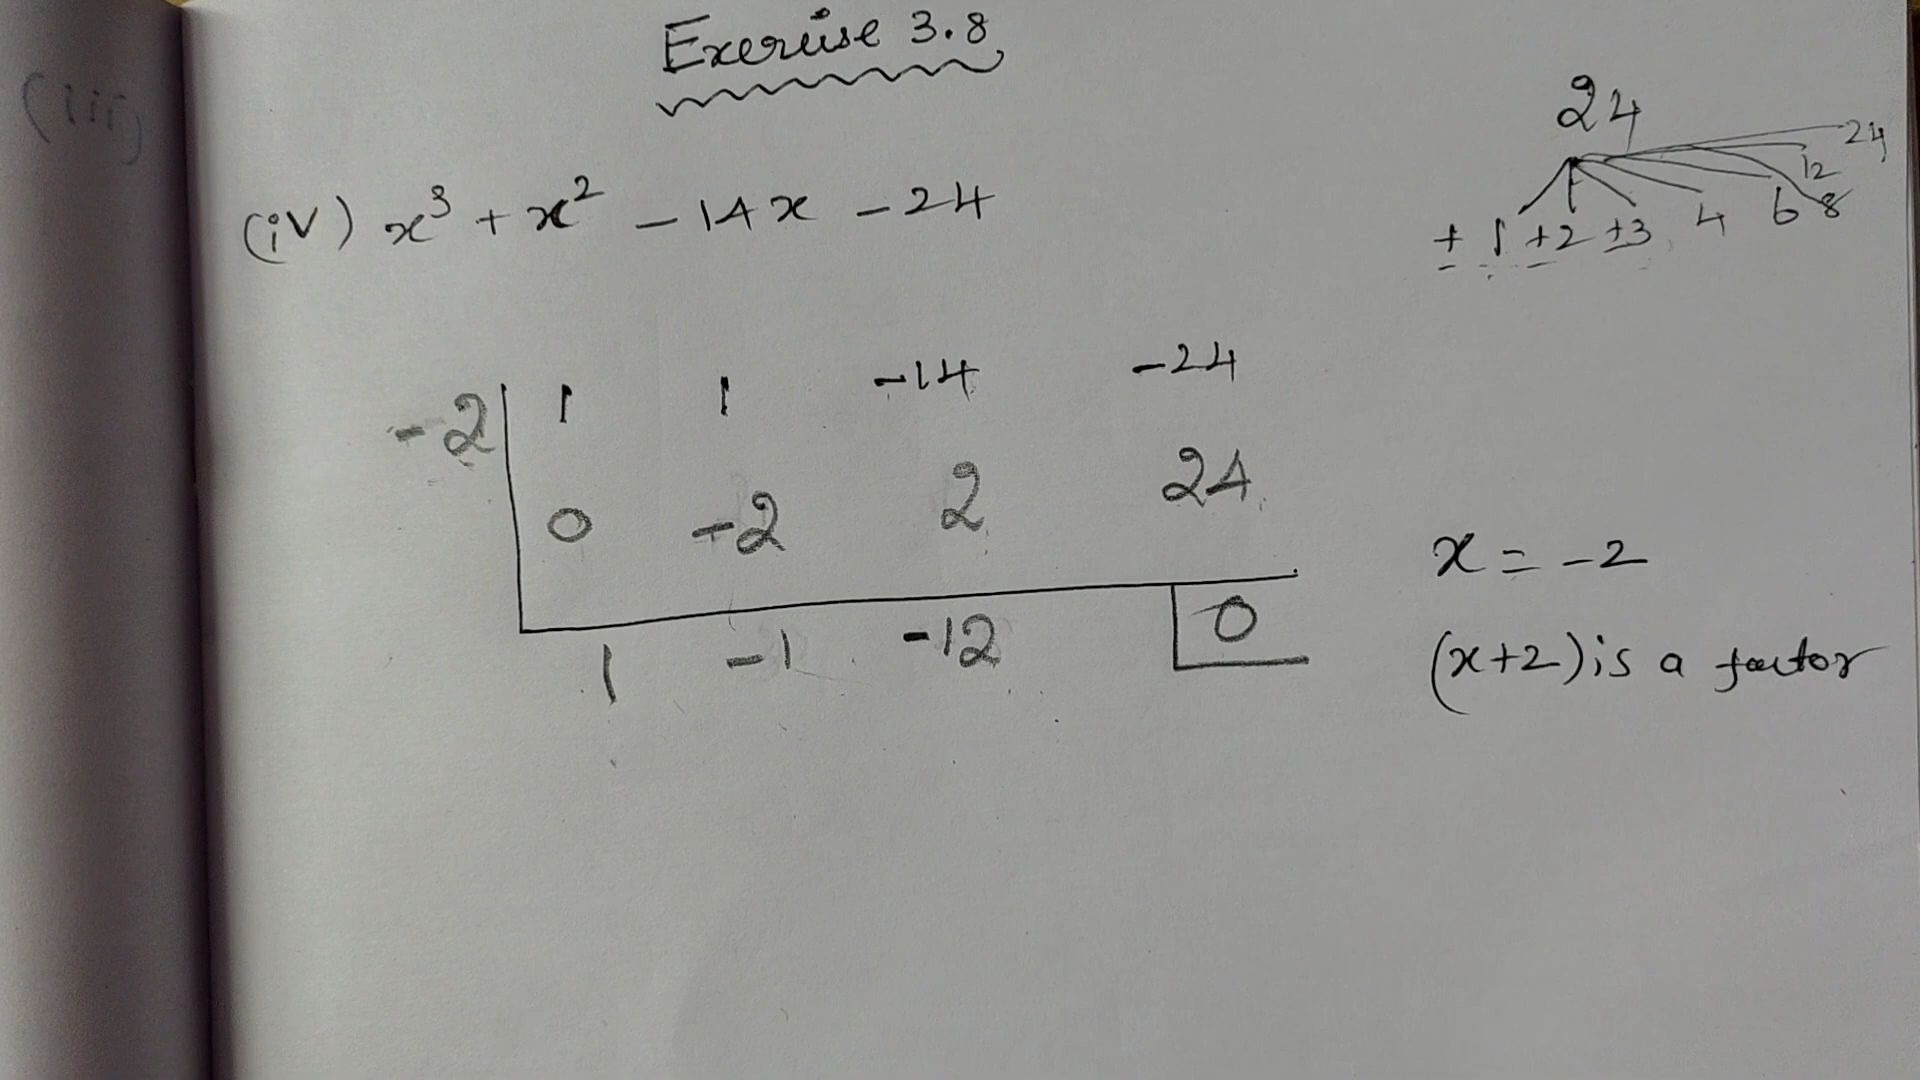 Exercise 3.8
(iii)
24
24
12
± 1 ±2 ±3 4 6 8
(iv) x³ + x² - 14x - 24
-2 1 1 -14 -24
0 -2 2 24
1 -1 -12 0
x = -2
(x+2) is a factor